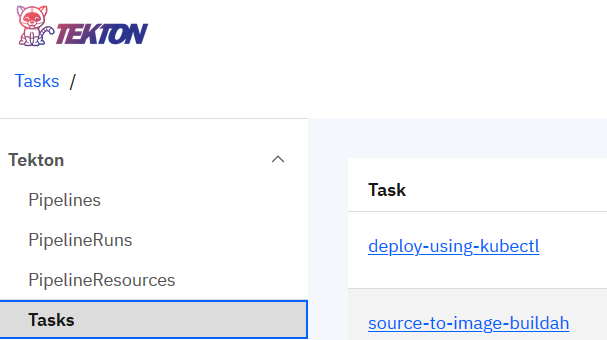 TEKTON
Tasks /
Tekton
Pipelines
PipelineRuns
PipelineResources
Tasks
Task
deploy-using-kubectl
source-to-image-buildah